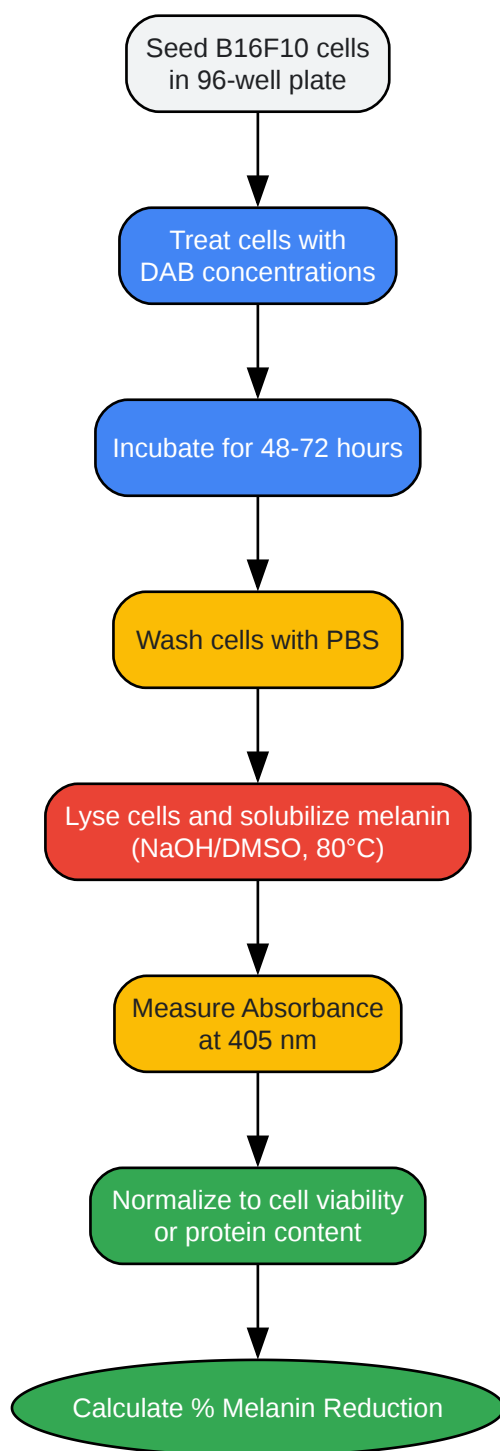 Seed B16F10 cells
in 96-well plate
Treat cells with
DAB concentrations
Incubate for 48-72 hours
Wash cells with PBS
Lyse cells and solubilize melanin
(NaOH/DMSO, 80°C)
Measure Absorbance
at 405 nm
Normalize to cell viability
or protein content
Calculate % Melanin Reduction